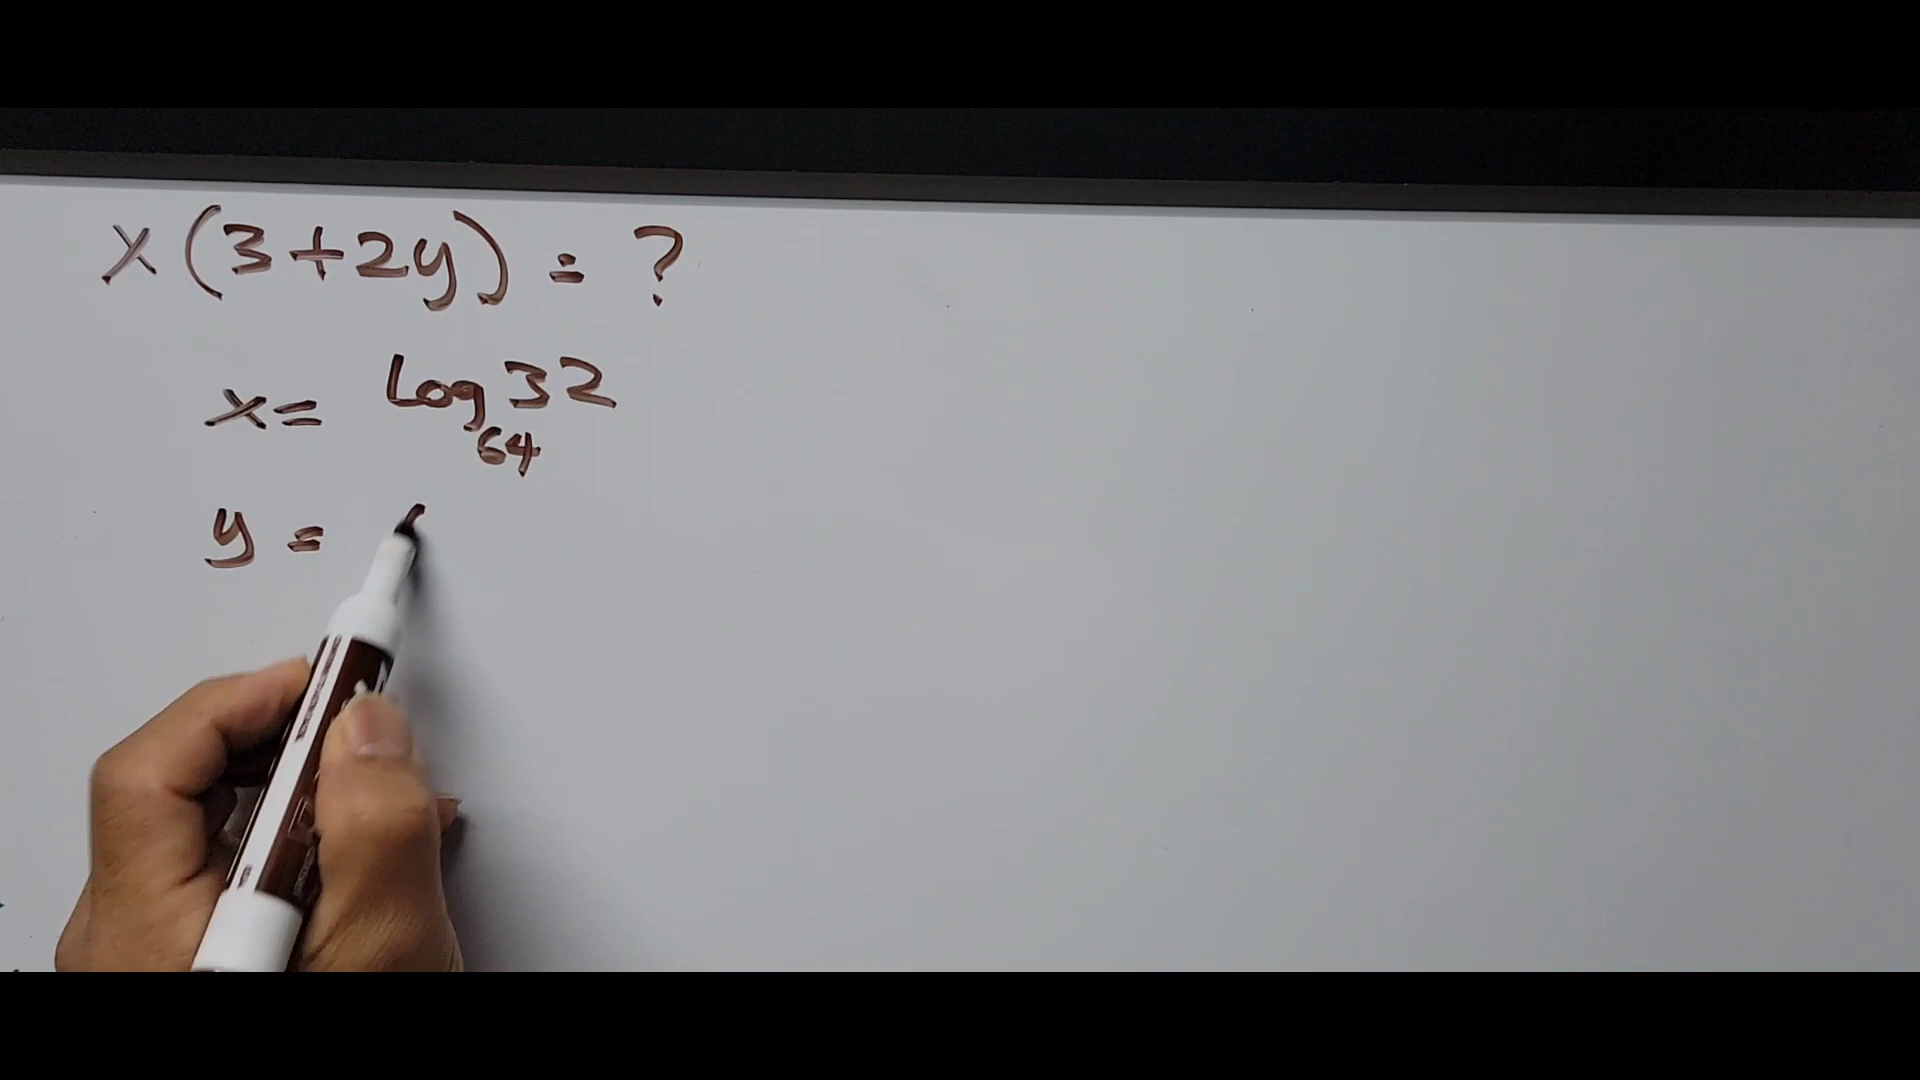 x(3+2y) = ?
x = log₆₄32
y =